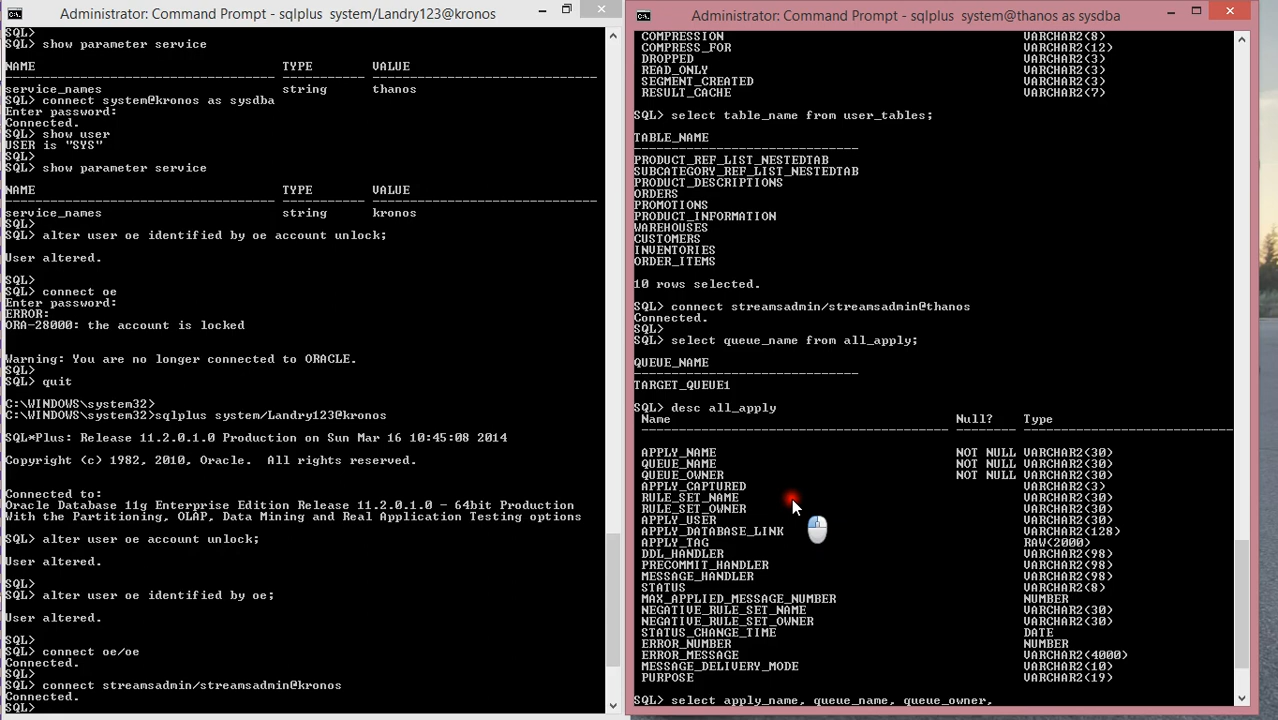 Administrator: Command Prompt - sqlplus  system/Landry123@kronos
SQL>
SQL> show parameter service
NAME TYPE VALUE
service_names string thanos
SQL> connect system@kronos as sysdba
Enter password:
Connected.
SQL> show user
USER is "SYS"
SQL>
SQL> show parameter service
NAME TYPE VALUE
service_names string kronos
SQL>
SQL> alter user oe identified by oe account unlock;
User altered.
SQL>
SQL> connect oe
Enter password:
ERROR:
ORA-28000: the account is locked
Warning: You are no longer connected to ORACLE.
SQL>
SQL> quit
C:\WINDOWS\system32>
C:\WINDOWS\system32>sqlplus system/Landry123@kronos
SQL*Plus: Release 11.2.0.1.0 Production on Sun Mar 16 10:45:08 2014
Copyright (c) 1982, 2010, Oracle.  All rights reserved.
Connected to:
Oracle Database 11g Enterprise Edition Release 11.2.0.1.0 - 64bit Production
With the Partitioning, OLAP, Data Mining and Real Application Testing options
SQL> alter user oe account unlock;
User altered.
SQL>
SQL> alter user oe identified by oe;
User altered.
SQL>
SQL> connect oe/oe
Connected.
SQL>
SQL> connect streamsadmin/streamsadmin@kronos
Connected.
SQL>
Administrator: Command Prompt - sqlplus  system@thanos as sysdba
COMPRESSION VARCHAR2(8)
COMPRESS_FOR VARCHAR2(12)
DROPPED VARCHAR2(3)
READ_ONLY VARCHAR2(3)
SEGMENT_CREATED VARCHAR2(3)
RESULT_CACHE VARCHAR2(7)
SQL> select table_name from user_tables;
TABLE_NAME
PRODUCT_REF_LIST_NESTEDTAB
SUBCATEGORY_REF_LIST_NESTEDTAB
PRODUCT_DESCRIPTIONS
ORDERS
PROMOTIONS
PRODUCT_INFORMATION
WAREHOUSES
CUSTOMERS
INVENTORIES
ORDER_ITEMS
10 rows selected.
SQL> connect streamsadmin/streamsadmin@thanos
Connected.
SQL>
SQL> select queue_name from all_apply;
QUEUE_NAME
TARGET_QUEUE1
SQL> desc all_apply
Name Null? Type
APPLY_NAME NOT NULL VARCHAR2(30)
QUEUE_NAME NOT NULL VARCHAR2(30)
QUEUE_OWNER NOT NULL VARCHAR2(30)
APPLY_CAPTURED VARCHAR2(3)
RULE_SET_NAME VARCHAR2(30)
RULE_SET_OWNER VARCHAR2(30)
APPLY_USER VARCHAR2(30)
APPLY_DATABASE_LINK VARCHAR2(128)
APPLY_TAG RAW(2000)
DDL_HANDLER VARCHAR2(98)
PRECOMMIT_HANDLER VARCHAR2(98)
MESSAGE_HANDLER VARCHAR2(98)
STATUS VARCHAR2(8)
MAX_APPLIED_MESSAGE_NUMBER NUMBER
NEGATIVE_RULE_SET_NAME VARCHAR2(30)
NEGATIVE_RULE_SET_OWNER VARCHAR2(30)
STATUS_CHANGE_TIME DATE
ERROR_NUMBER NUMBER
ERROR_MESSAGE VARCHAR2(4000)
MESSAGE_DELIVERY_MODE VARCHAR2(10)
PURPOSE VARCHAR2(19)
SQL> select apply_name, queue_name, queue_owner,